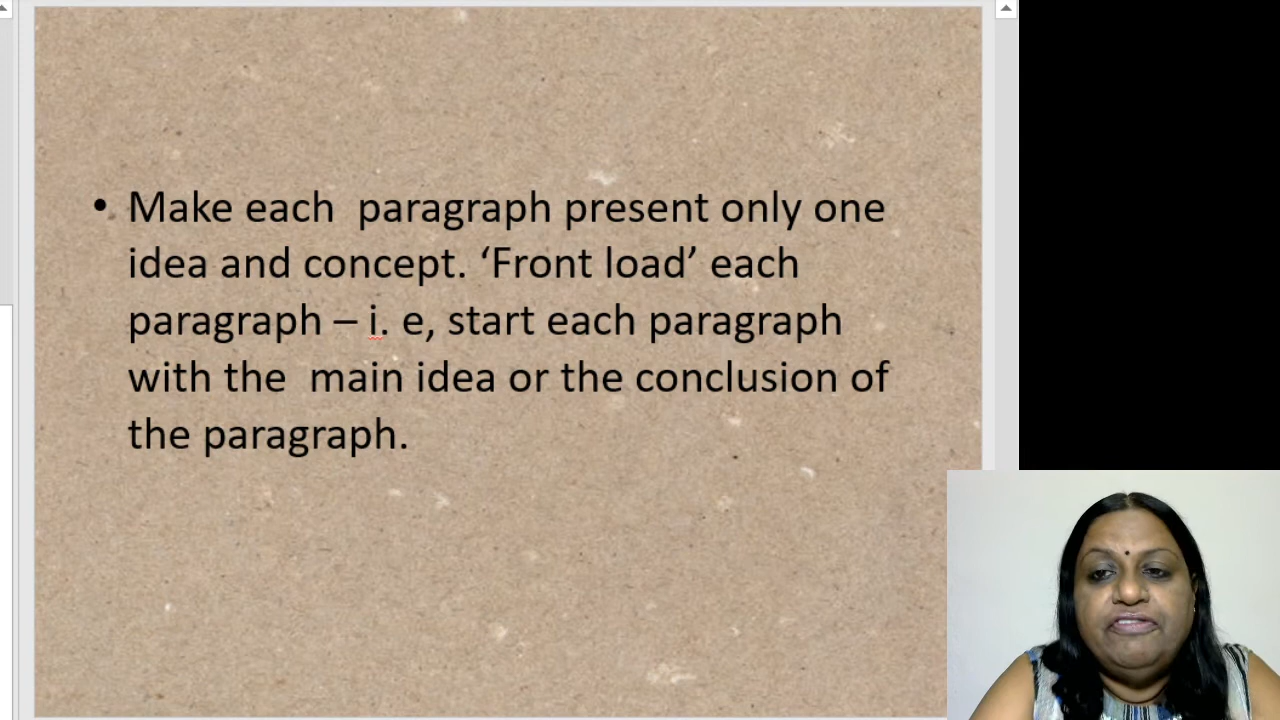 • Make each  paragraph present only one
idea and concept. ‘Front load’ each
paragraph – i. e, start each paragraph
with the  main idea or the conclusion of
the paragraph.